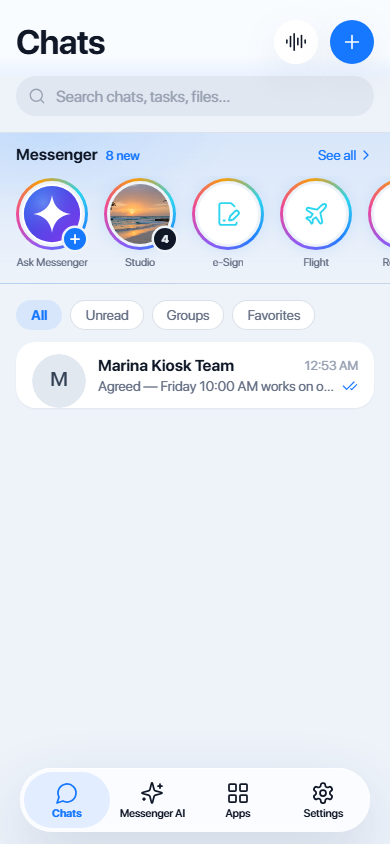 Chats
Search chats, tasks, files...
Messenger 8 new See all
4
Ask Messenger Studio e-Sign Flight
All Unread Groups Favorites
M
Marina Kiosk Team 12:53 AM
Agreed — Friday 10:00 AM works on o...
Chats Messenger AI Apps Settings